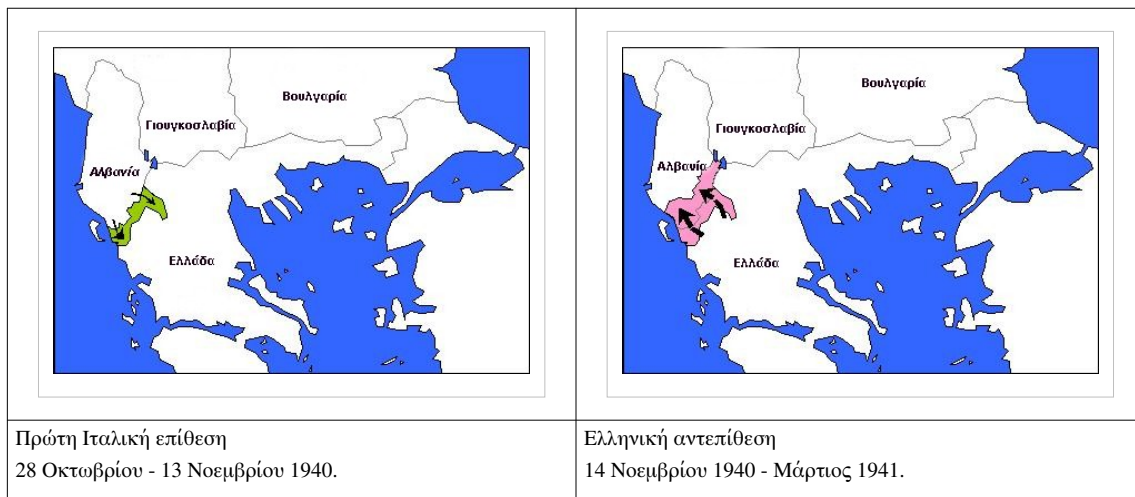 Βουλγαρία
Γιουγκοσλαβία
Αλβανία
Ελλάδα
Πρώτη Ιταλική επίθεση
28 Οκτωβρίου - 13 Νοεμβρίου 1940.
Βουλγαρία
Γιουγκοσλαβία
Αλβανία
Ελλάδα
Ελληνική αντεπίθεση
14 Νοεμβρίου 1940 - Μάρτιος 1941.